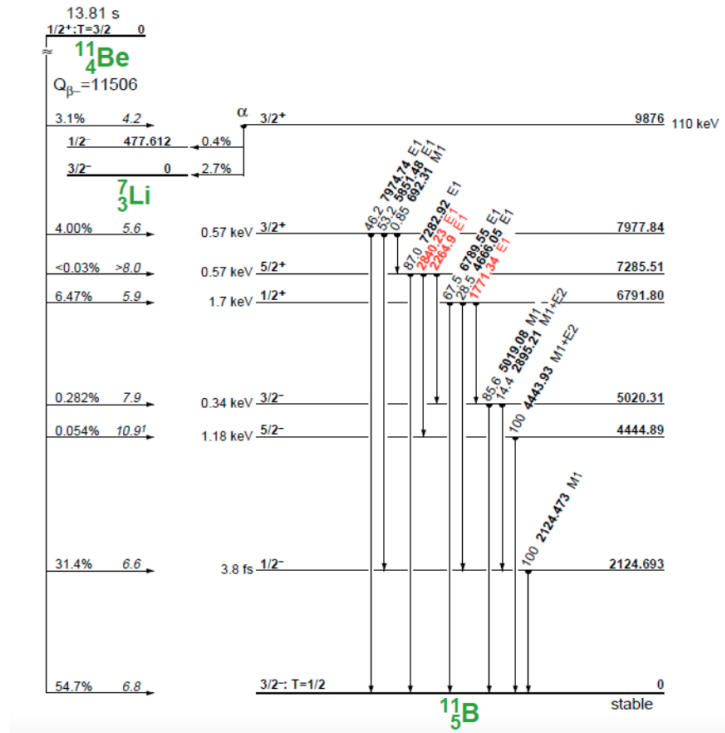 13.81 s
1/2+;T=3/2 0
11 4 Be
Qβ−=11506
3.1% 4.2
α 3/2+ 9876 110 keV
1/2− 477.612 0.4%
3/2− 0 2.7%
7 3 Li
46.2 7974.74 E1
53.2 5851.48 E1
0.85 692.31 M1
4.00% 5.6 0.57 keV 3/2+ 7977.84
87.0 7282.92 E1
2840.23 E1
2264.9 E1
<0.03% >8.0 0.57 keV 5/2+ 7285.51
67.5 6789.55 E1
28.5 4666.05 E1
1771.34 E1
6.47% 5.9 1.7 keV 1/2+ 6791.80
85.6 5019.08 M1
14.4 2895.21 M1+E2
0.282% 7.9 0.34 keV 3/2− 5020.31
100 4443.93 M1+E2
0.054% 10.9¹ 1.18 keV 5/2− 4444.89
100 2124.473 M1
31.4% 6.6 3.8 fs 1/2− 2124.693
54.7% 6.8 3/2−; T=1/2 0
11 5 B stable